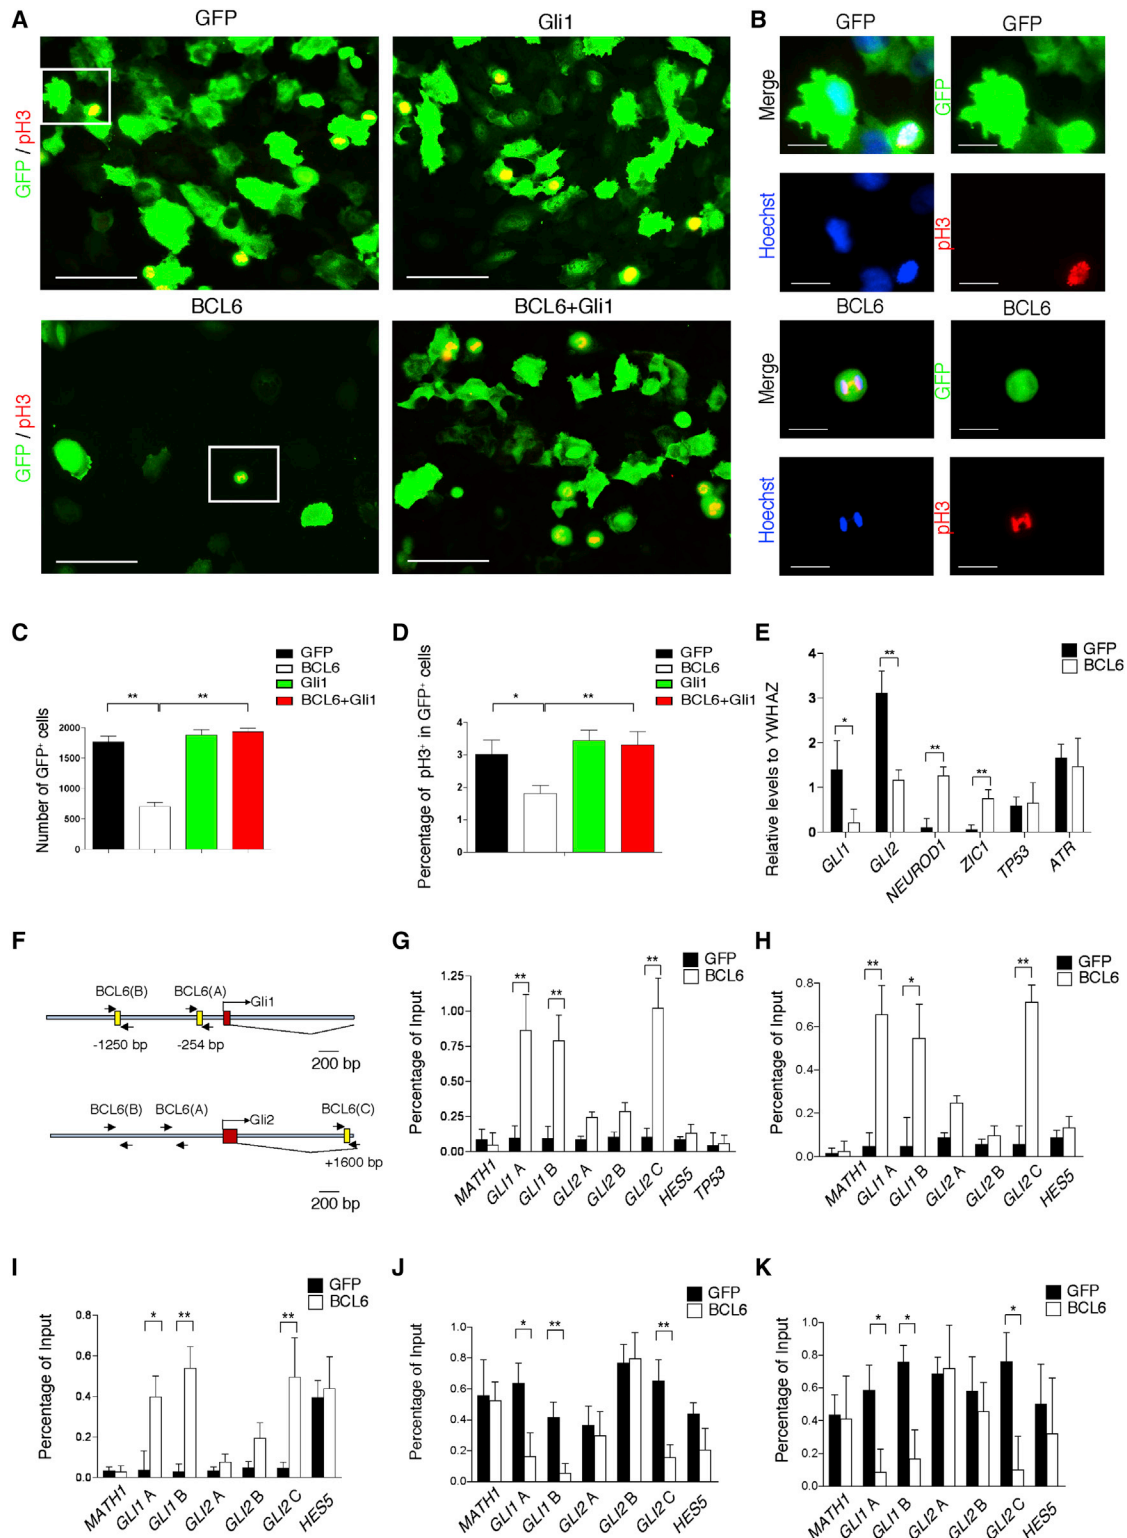 A
GFP
Gli1
GFP / pH3
BCL6
BCL6+Gli1
GFP / pH3
B
GFP
GFP
Merge
GFP
Hoechst
pH3
BCL6
BCL6
Merge
GFP
Hoechst
pH3
C
GFP
BCL6
Gli1
BCL6+Gli1
** **
Number of GFP+ cells
2000
1500
1000
500
0
D
GFP
BCL6
Gli1
BCL6+Gli1
* **
Percentage of pH3+ in GFP+ cells
4
3
2
1
0
E
GFP
BCL6
Relative levels to YWHAZ
4
3
2
1
0
* ** ** **
GLI1 GLI2 NEUROD1 ZIC1 TP53 ATR
F
BCL6(B) BCL6(A) Gli1
-1250 bp -254 bp
200 bp
BCL6(B) BCL6(A) Gli2 BCL6(C)
+1600 bp
200 bp
G
GFP
BCL6
Percentage of Input
1.25
1.00
0.75
0.50
0.25
0.00
** ** **
MATH1 GLI1 A GLI1 B GLI2 A GLI2 B GLI2 C HES5 TP53
H
GFP
BCL6
Percentage of Input
0.8
0.6
0.4
0.2
0.0
** * **
MATH1 GLI1 A GLI1 B GLI2 A GLI2 B GLI2 C HES5
I
GFP
BCL6
Percentage of Input
0.8
0.6
0.4
0.2
0.0
* ** **
MATH1 GLI1 A GLI1 B GLI2 A GLI2 B GLI2 C HES5
J
GFP
BCL6
Percentage of Input
1.0
0.8
0.6
0.4
0.2
0.0
* ** **
MATH1 GLI1 A GLI1 B GLI2 A GLI2 B GLI2 C HES5
K
GFP
BCL6
Percentage of Input
1.0
0.8
0.6
0.4
0.2
0.0
* * *
MATH1 GLI1 A GLI1 B GLI2 A GLI2 B GLI2 C HES5